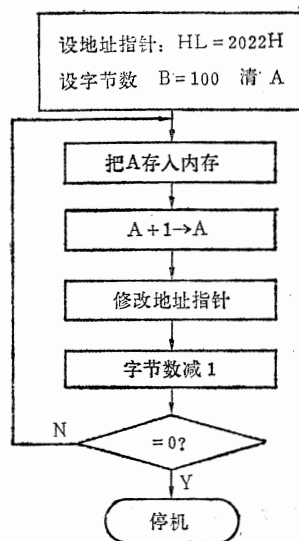 设地址指针：HL=2022H
设字节数 B=100 清 A
把A存入内存
A+1→A
修改地址指针
字节数减1
=0?
N
Y
停机